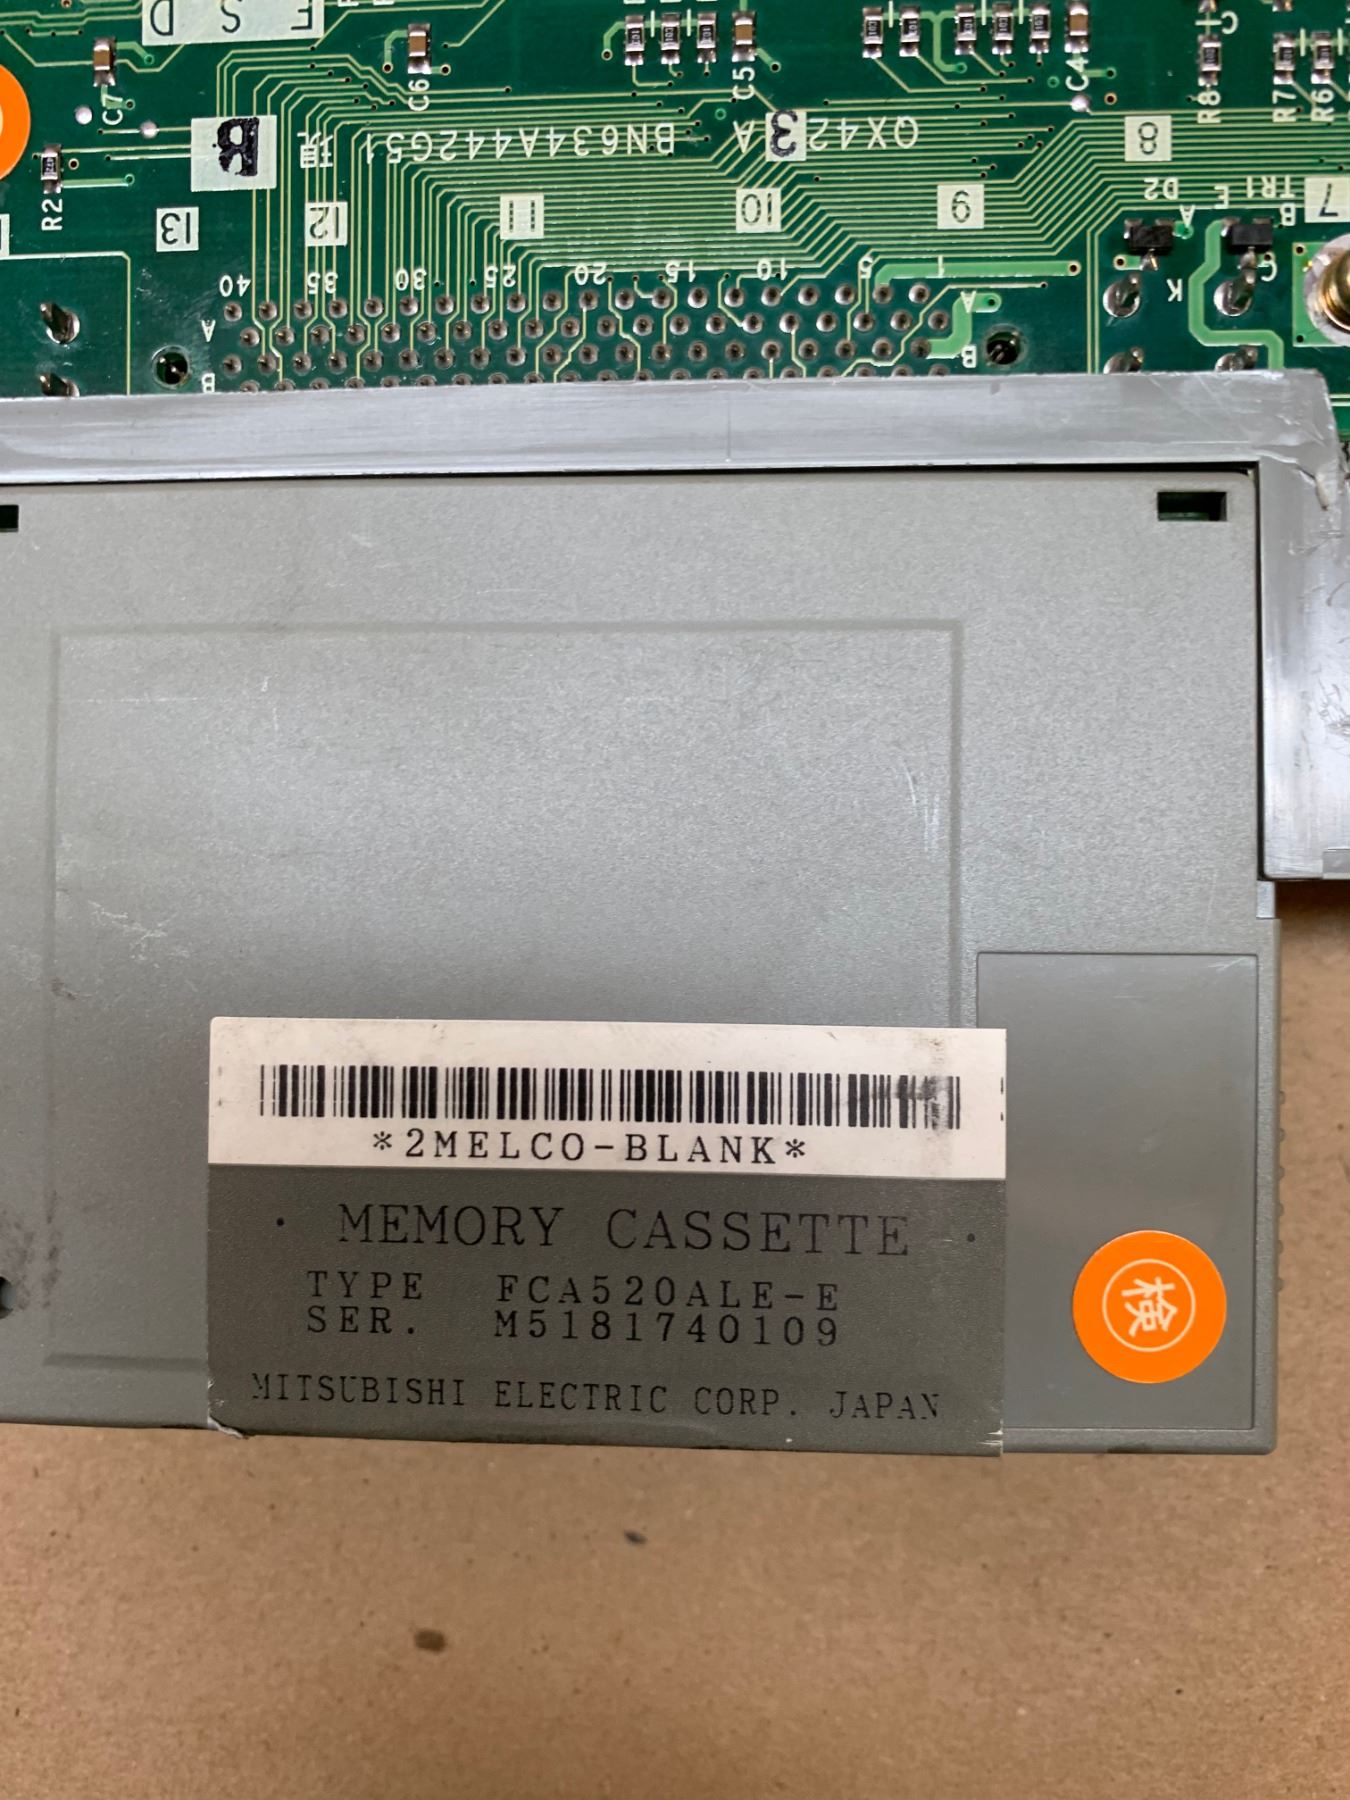 F S D
C7
C6
C5
C4
C
R8
R7
R6
R2
B
BN634A442G51
QX423A
13
12
11
10
9
8
7
D2
A
E
TR1
B
K
C
40
35
30
25
20
15
10
5
1
A
A
B
B
*2MELCO-BLANK*
MEMORY CASSETTE
TYPE FCA520ALE-E
SER. M5181740109
MITSUBISHI ELECTRIC CORP. JAPAN
検